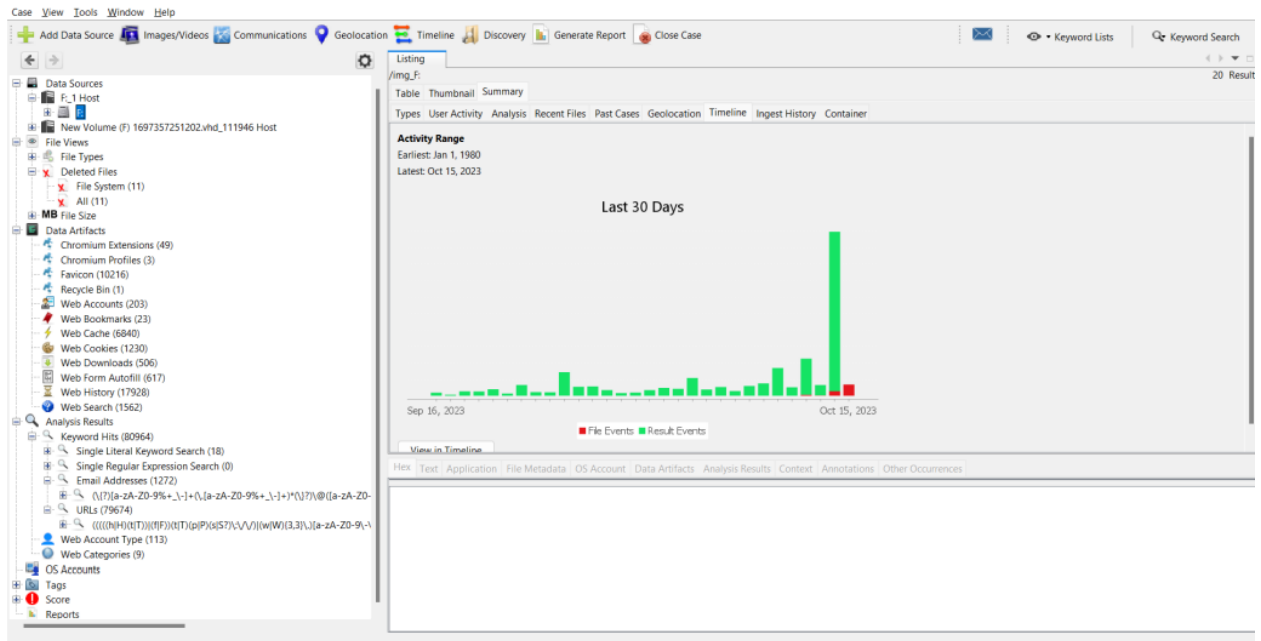 Case View Tools Window Help
Add Data Source Images/Videos Communications Geolocation Timeline Discovery Generate Report Close Case Keyword Lists Keyword Search
Listing
/img_F: 20 Result
Table Thumbnail Summary
Types User Activity Analysis Recent Files Past Cases Geolocation Timeline Ingest History Container
Data Sources
F:_1 Host
F:
New Volume (F) 1697357251202.vhd_111946 Host
File Views
File Types
Deleted Files
File System (11)
All (11)
MB File Size
Data Artifacts
Chromium Extensions (49)
Chromium Profiles (3)
Favicon (10216)
Recycle Bin (1)
Web Accounts (203)
Web Bookmarks (23)
Web Cache (6840)
Web Cookies (1230)
Web Downloads (506)
Web Form Autofill (617)
Web History (17928)
Web Search (1562)
Analysis Results
Keyword Hits (80964)
Single Literal Keyword Search (18)
Single Regular Expression Search (0)
Email Addresses (1272)
(\{?)[a-zA-Z0-9%+_\-]+(\.[a-zA-Z0-9%+_\-]+)*(\}?)\@([a-zA-Z0-
URLs (79674)
Web Account Type (113)
Web Categories (9)
OS Accounts
Tags
Score
Reports
Activity Range
Earliest: Jan 1, 1980
Latest: Oct 15, 2023
Last 30 Days
Sep 16, 2023 Oct 15, 2023
File Events Result Events
View in Timeline
Hex Text Application File Metadata OS Account Data Artifacts Analysis Results Context Annotations Other Occurrences